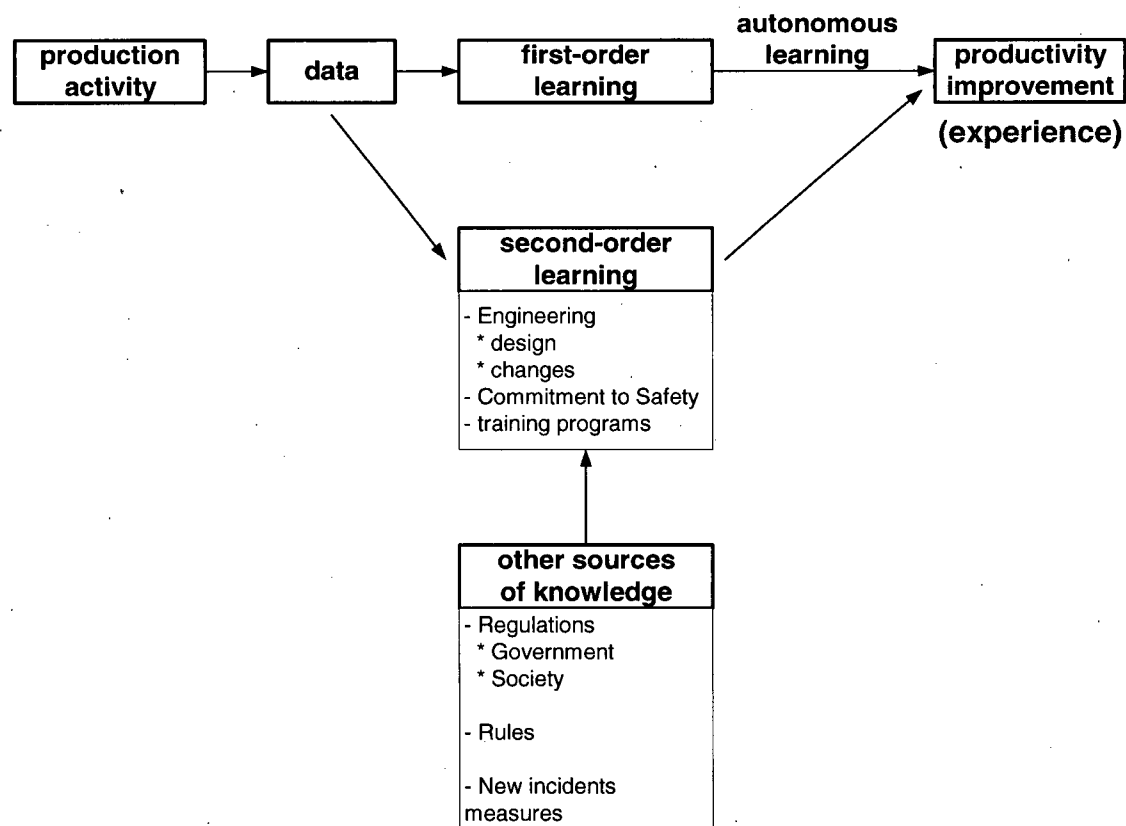 production
activity
data
first-order
learning
autonomous
learning
productivity
improvement
(experience)
second-order
learning
- Engineering
* design
* changes
- Commitment to Safety
- training programs
other sources
of knowledge
- Regulations
* Government
* Society
- Rules
- New incidents
measures